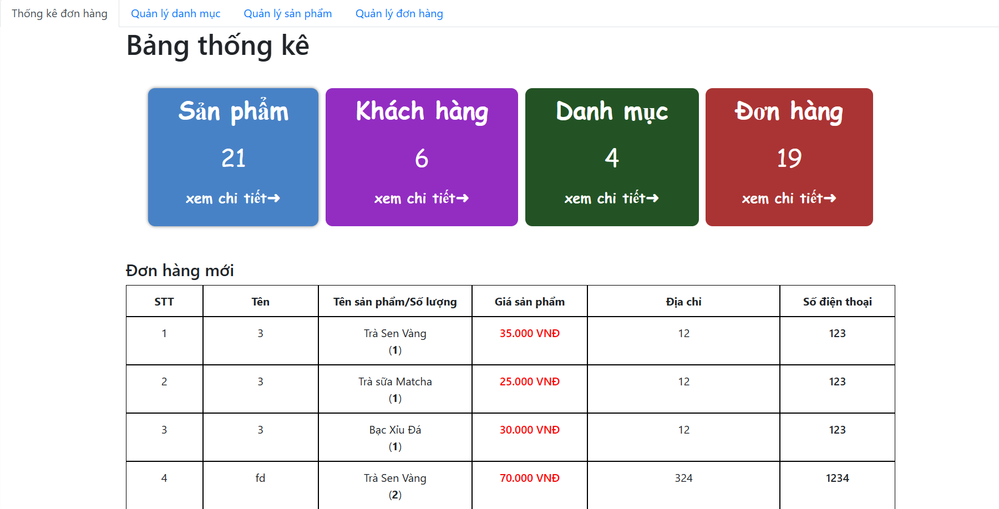 Thống kê đơn hàng Quản lý danh mục Quản lý sản phẩm Quản lý đơn hàng
Bảng thống kê
Sản phẩm Khách hàng Danh mục Đơn hàng
21 6 4 19
xem chi tiết➜ xem chi tiết➜ xem chi tiết➜ xem chi tiết➜
Đơn hàng mới
STT Tên Tên sản phẩm/Số lượng Giá sản phẩm Địa chỉ Số điện thoại
1 3 Trà Sen Vàng 35.000 VNĐ 12 123
(1)
2 3 Trà sữa Matcha 25.000 VNĐ 12 123
(1)
3 3 Bạc Xỉu Đá 30.000 VNĐ 12 123
(1)
4 fd Trà Sen Vàng 70.000 VNĐ 324 1234
(2)